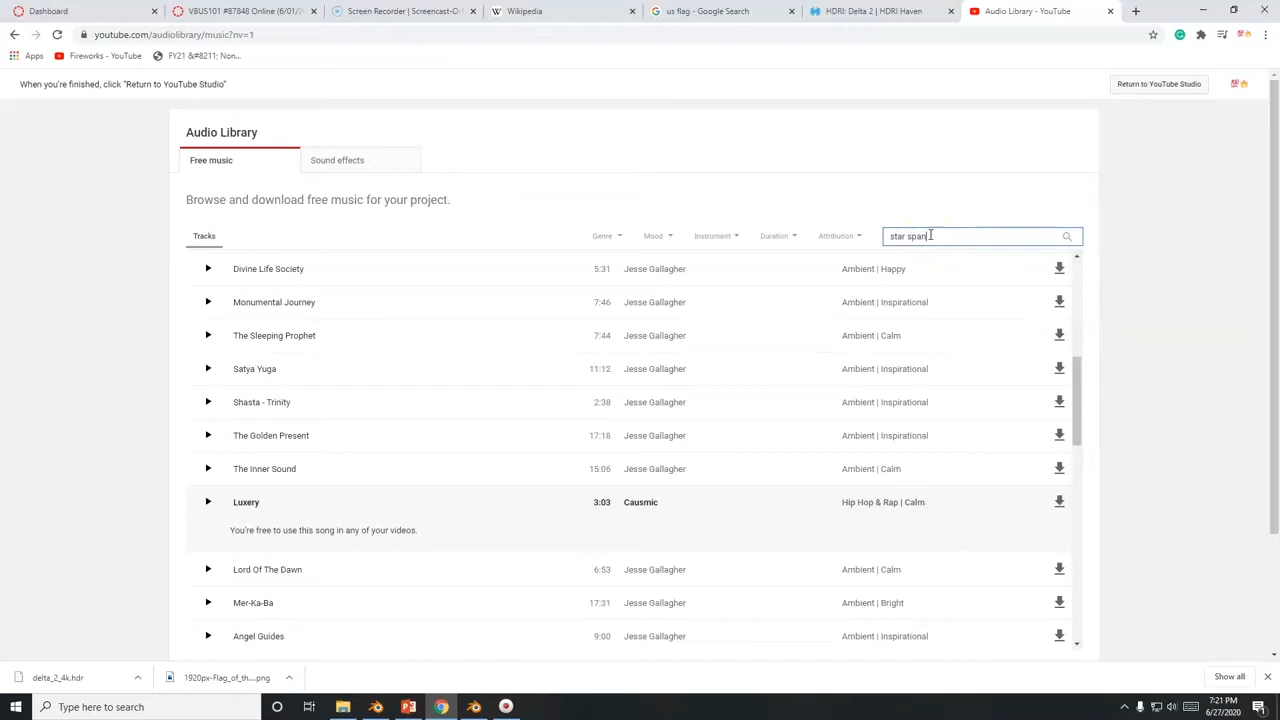 Dashboard
VBUS101 #87848 Online (6/01/2
Screen Recorder | Screencast-O-M
Wikipedia
us flag - Google Search
HDRI: Delta 2 | HDRI Haven
Audio Library - YouTube
youtube.com/audiolibrary/music?nv=1
Apps
Fireworks - YouTube
FY21 &#8211; Non...
When you're finished, click "Return to YouTube Studio"
Return to YouTube Studio
Audio Library
Free music
Sound effects
Browse and download free music for your project.
Tracks
Genre
Mood
Instrument
Duration
Attribution
star span
Divine Life Society 5:31 Jesse Gallagher Ambient | Happy
Monumental Journey 7:46 Jesse Gallagher Ambient | Inspirational
The Sleeping Prophet 7:44 Jesse Gallagher Ambient | Calm
Satya Yuga 11:12 Jesse Gallagher Ambient | Inspirational
Shasta - Trinity 2:38 Jesse Gallagher Ambient | Inspirational
The Golden Present 17:18 Jesse Gallagher Ambient | Inspirational
The Inner Sound 15:06 Jesse Gallagher Ambient | Calm
Luxery 3:03 Causmic Hip Hop & Rap | Calm
You're free to use this song in any of your videos.
Lord Of The Dawn 6:53 Jesse Gallagher Ambient | Calm
Mer-Ka-Ba 17:31 Jesse Gallagher Ambient | Bright
Angel Guides 9:00 Jesse Gallagher Ambient | Inspirational
delta_2_4k.hdr
1920px-Flag_of_th....png
Show all
Type here to search
7:21 PM
6/27/2020